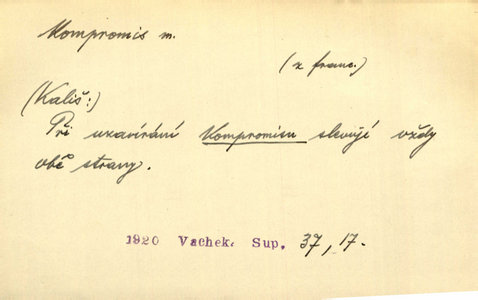 Kompromis m.
(z franc.)
(Kališ:)
Při uzavírání kompromisu slevují vždy
obě strany.
1920 Vachek. Sup. 37, 17.